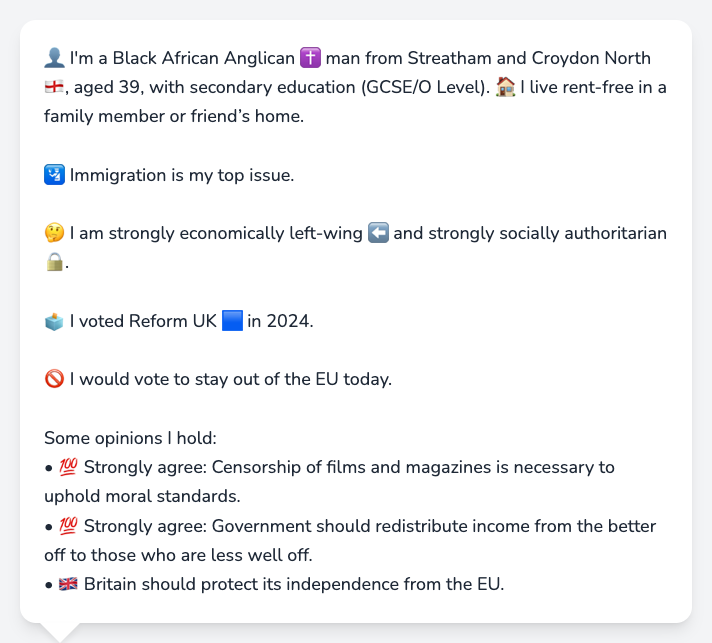 👤 I'm a Black African Anglican ✝️ man from Streatham and Croydon North
🏴󠁧󠁢󠁥󠁮󠁧󠁿, aged 39, with secondary education (GCSE/O Level). 🏠 I live rent-free in a
family member or friend’s home.
🛂 Immigration is my top issue.
🤔 I am strongly economically left-wing ⬅️ and strongly socially authoritarian
🔒.
🗳️ I voted Reform UK 🟦 in 2024.
🚫 I would vote to stay out of the EU today.
Some opinions I hold:
• 💯 Strongly agree: Censorship of films and magazines is necessary to
uphold moral standards.
• 💯 Strongly agree: Government should redistribute income from the better
off to those who are less well off.
• 🇬🇧 Britain should protect its independence from the EU.